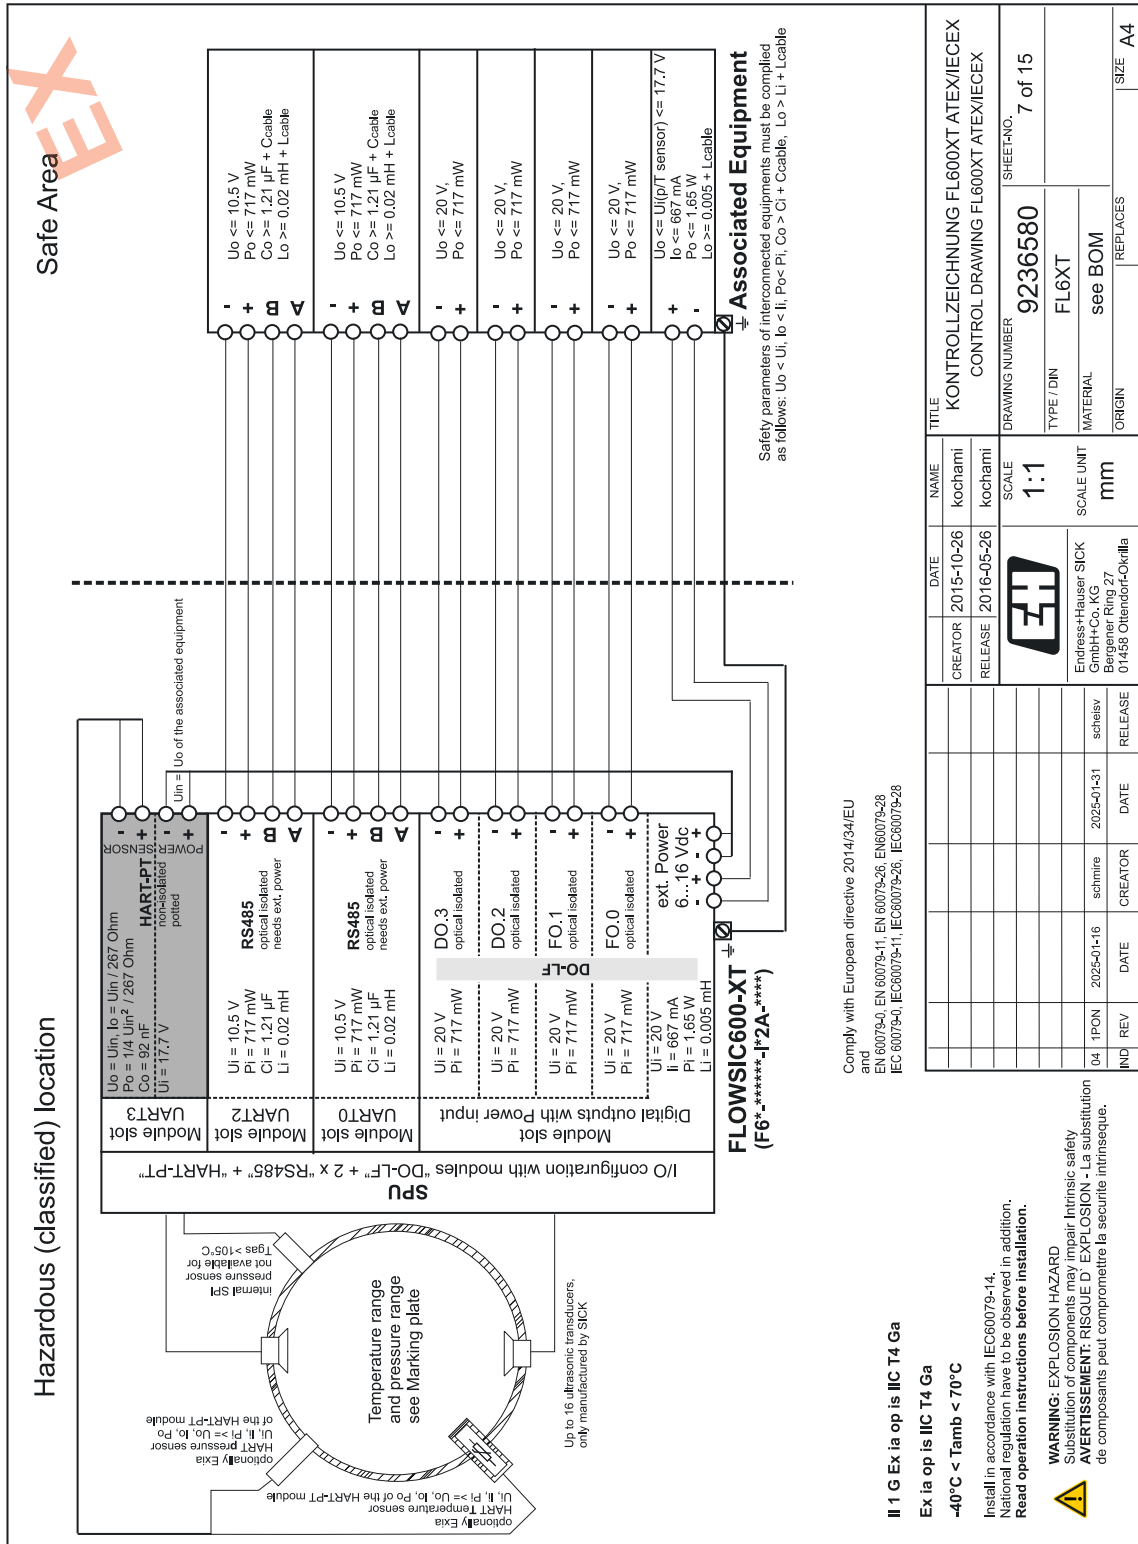 Hazardous (classified) location
Safe Area
EX
optionally Exia
HART Temperature sensor
Ui, Ii, Pi >= Uo, Io, Po of the HART-PT module
optionally Exia
HART pressure sensor
Ui, Ii, Pi >= Uo, Io, Po
of the HART-PT module
internal SPI
pressure sensor
not available for
Tgas >105°C
Temperature range
and pressure range
see Marking plate
Up to 16 ultrasonic transducers,
only manufactured by SICK
SPU
I/O configuration with modules "DO-LF" + 2 x "RS485" + "HART-PT"
Module slot
UART3
Uo = Uin, Io = Uin / 267 Ohm
Po = 1/4 Uin² / 267 Ohm
Co = 92 nF
Ui = 17.7 V
HART-PT
non-isolated
potted
SENSOR
-
+
POWER
-
+
Uin = Uo of the associated equipment
Module slot
UART2
Ui = 10.5 V
Pi = 717 mW
Ci = 1.21 µF
Li = 0.02 mH
RS485
optical isolated
needs ext. power
-
+
B
A
Module slot
UART0
Ui = 10.5 V
Pi = 717 mW
Ci = 1.21 µF
Li = 0.02 mH
RS485
optical isolated
needs ext. power
-
+
B
A
Module slot
Digital outputs with Power input
DO-LF
Ui = 20 V
Pi = 717 mW
DO.3
optical isolated
-
+
Ui = 20 V
Pi = 717 mW
DO.2
optical isolated
-
+
Ui = 20 V
Pi = 717 mW
FO.1
optical isolated
-
+
Ui = 20 V
Pi = 717 mW
FO.0
optical isolated
-
+
Ui = 20 V
Ii = 667 mA
Pi = 1.65 W
Li = 0.005 mH
ext. Power
6...16 Vdc
- + - +
FLOWSIC600-XT
(F6*-******-I*2A-****)
-
+
B
A
Uo <= 10.5 V
Po <= 717 mW
Co >= 1.21 µF + Ccable
Lo >= 0.02 mH + Lcable
-
+
B
A
Uo <= 10.5 V
Po <= 717 mW
Co >= 1.21 µF + Ccable
Lo >= 0.02 mH + Lcable
-
+
Uo <= 20 V,
Po <= 717 mW
-
+
Uo <= 20 V,
Po <= 717 mW
-
+
Uo <= 20 V,
Po <= 717 mW
-
+
Uo <= 20 V,
Po <= 717 mW
+
-
Uo <= Ui(p/T sensor) <= 17.7 V
Io <= 667 mA
Po <= 1.65 W
Lo >= 0.005 + Lcable
Associated Equipment
Safety parameters of interconnected equipments must be complied
as follows: Uo < Ui, Io < Ii, Po< Pi, Co > Ci + Ccable, Lo > Li + Lcable
Comply with European directive 2014/34/EU
and
EN 60079-0, EN 60079-11, EN 60079-26, EN60079-28
IEC 60079-0, IEC60079-11, IEC60079-26, IEC60079-28
II 1 G Ex ia op is IIC T4 Ga
Ex ia op is IIC T4 Ga
-40°C < Tamb < 70°C
Install in accordance with IEC60079-14.
National regulation have to be observed in addition.
Read operation instructions before installation.
WARNING: EXPLOSION HAZARD
Substitution of components may impair Intrinsic safety
AVERTISSEMENT: RISQUE D` EXPLOSION - La substitution
de composants peut compromettre la securite intrinseque.
04 1PON 2025-01-16 schmire 2025-01-31 scheisv
IND REV DATE CREATOR DATE RELEASE
DATE NAME
CREATOR 2015-10-26 kochami
RELEASE 2016-05-26 kochami
EH
Endress+Hauser SICK
GmbH+Co. KG
Bergener Ring 27
01458 Ottendorf-Okrilla
SCALE
1:1
SCALE UNIT
mm
TITLE
KONTROLLZEICHNUNG FL600XT ATEX/IECEX
CONTROL DRAWING FL600XT ATEX/IECEX
DRAWING NUMBER
9236580
SHEET-NO.
7 of 15
TYPE / DIN
FL6XT
MATERIAL
see BOM
ORIGIN
REPLACES
SIZE
A4